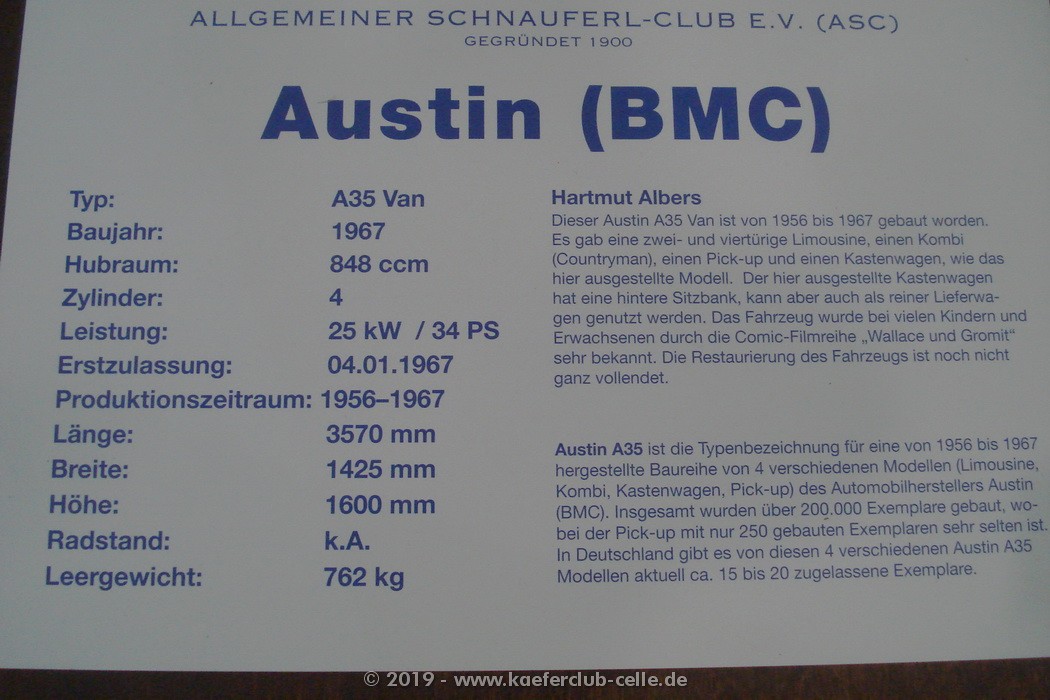 ALLGEMEINER SCHNAUFERL-CLUB E.V. (ASC)
GEGRÜNDET 1900
Austin (BMC)
Typ: A35 Van
Baujahr: 1967
Hubraum: 848 ccm
Zylinder: 4
Leistung: 25 kW / 34 PS
Erstzulassung: 04.01.1967
Produktionszeitraum: 1956–1967
Länge: 3570 mm
Breite: 1425 mm
Höhe: 1600 mm
Radstand: k.A.
Leergewicht: 762 kg
Hartmut Albers
Dieser Austin A35 Van ist von 1956 bis 1967 gebaut worden.
Es gab eine zwei- und viertürige Limousine, einen Kombi
(Countryman), einen Pick-up und einen Kastenwagen, wie das
hier ausgestellte Modell. Der hier ausgestellte Kastenwagen
hat eine hintere Sitzbank, kann aber auch als reiner Lieferwa-
gen genutzt werden. Das Fahrzeug wurde bei vielen Kindern und
Erwachsenen durch die Comic-Filmreihe „Wallace und Gromit“
sehr bekannt. Die Restaurierung des Fahrzeugs ist noch nicht
ganz vollendet.
Austin A35 ist die Typenbezeichnung für eine von 1956 bis 1967
hergestellte Baureihe von 4 verschiedenen Modellen (Limousine,
Kombi, Kastenwagen, Pick-up) des Automobilherstellers Austin
(BMC). Insgesamt wurden über 200.000 Exemplare gebaut, wo-
bei der Pick-up mit nur 250 gebauten Exemplaren sehr selten ist.
In Deutschland gibt es von diesen 4 verschiedenen Austin A35
Modellen aktuell ca. 15 bis 20 zugelassene Exemplare.
© 2019 - www.kaeferclub-celle.de